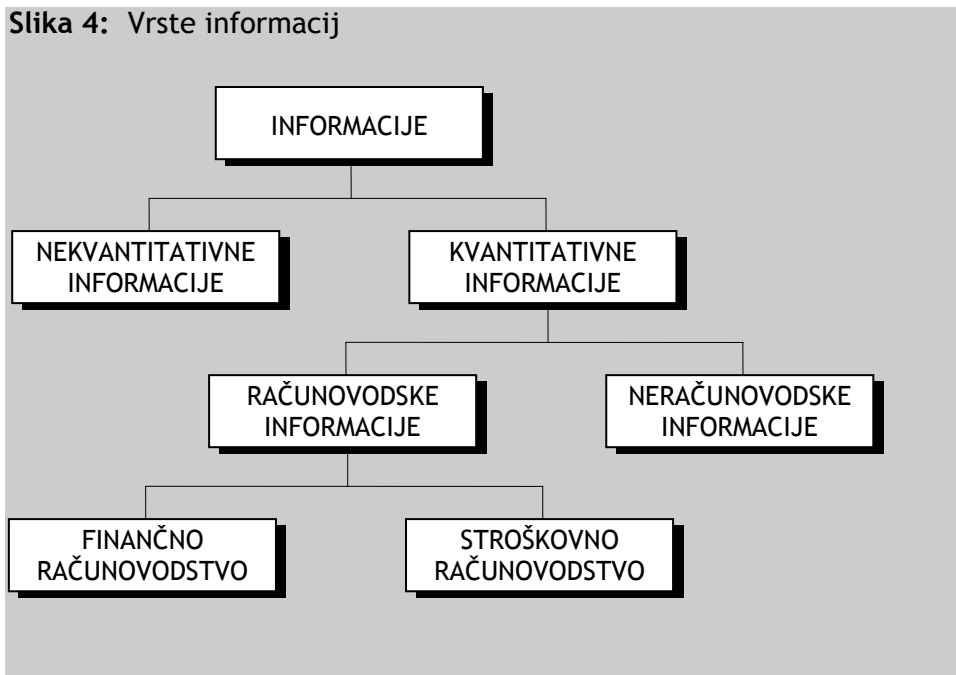 Slika 4: Vrste informacij
INFORMACIJE
NEKVANTITATIVNE
INFORMACIJE
KVANTITATIVNE
INFORMACIJE
RAČUNOVODSKE
INFORMACIJE
NERAČUNOVODSKE
INFORMACIJE
FINANČNO
RAČUNOVODSTVO
STROŠKOVNO
RAČUNOVODSTVO